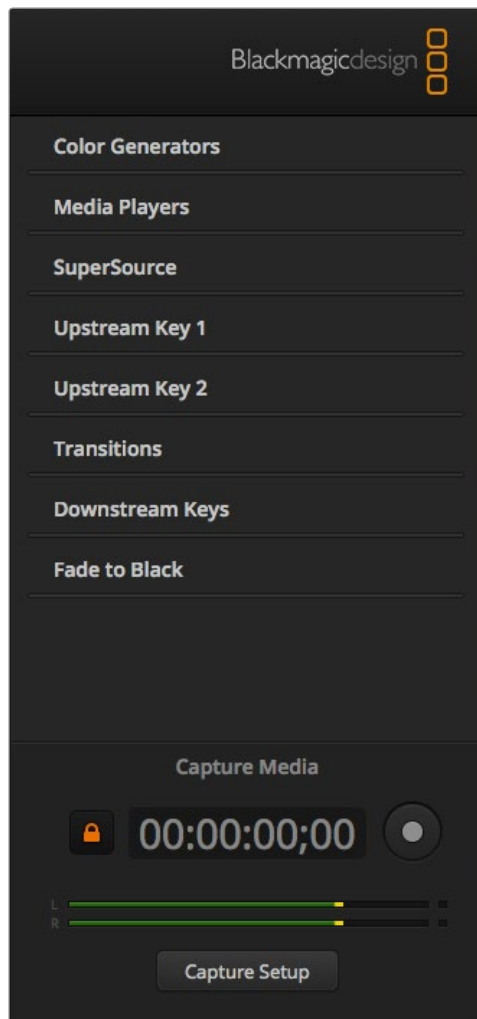 Blackmagicdesign
Color Generators
Media Players
SuperSource
Upstream Key 1
Upstream Key 2
Transitions
Downstream Keys
Fade to Black
Capture Media
00:00:00;00
L
R
Capture Setup